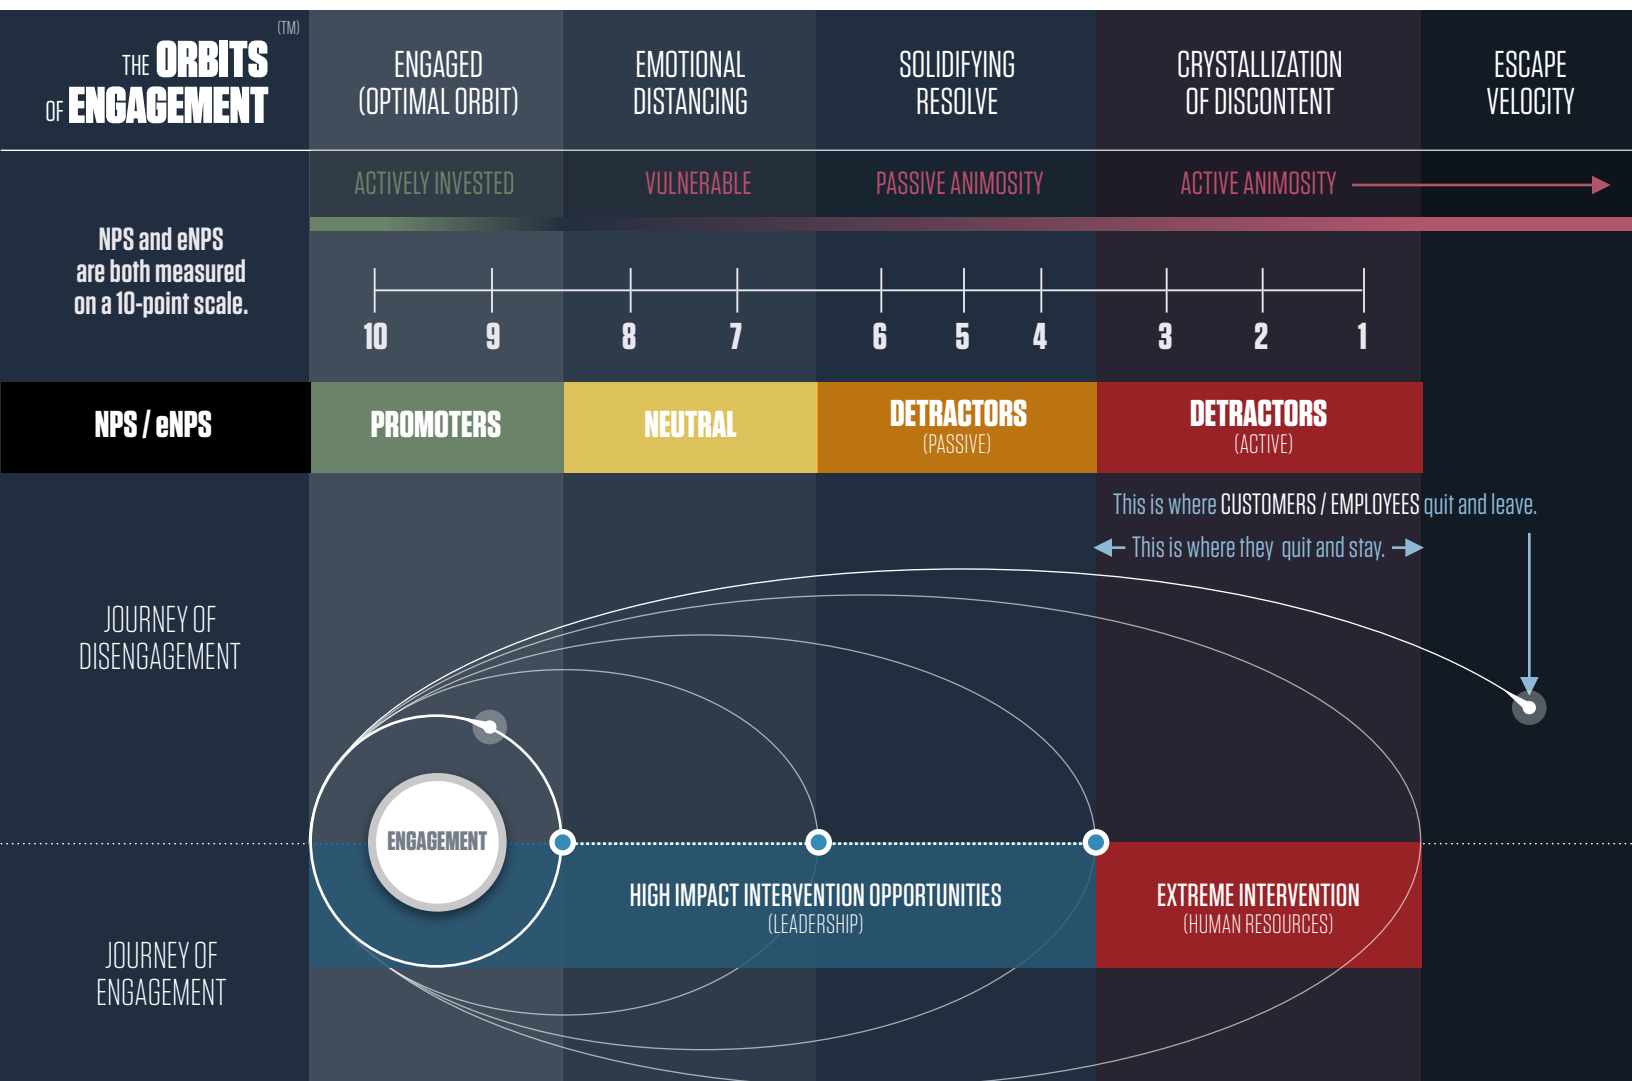 (TM)
THE ORBITS
OF ENGAGEMENT
ENGAGED
(OPTIMAL ORBIT)
EMOTIONAL
DISTANCING
SOLIDIFYING
RESOLVE
CRYSTALLIZATION
OF DISCONTENT
ESCAPE
VELOCITY
ACTIVELY INVESTED
VULNERABLE
PASSIVE ANIMOSITY
ACTIVE ANIMOSITY
NPS and eNPS
are both measured
on a 10-point scale.
10 9 8 7 6 5 4 3 2 1
NPS / eNPS
PROMOTERS
NEUTRAL
DETRACTORS
(PASSIVE)
DETRACTORS
(ACTIVE)
This is where CUSTOMERS / EMPLOYEES quit and leave.
This is where they quit and stay.
JOURNEY OF
DISENGAGEMENT
ENGAGEMENT
HIGH IMPACT INTERVENTION OPPORTUNITIES
(LEADERSHIP)
EXTREME INTERVENTION
(HUMAN RESOURCES)
JOURNEY OF
ENGAGEMENT